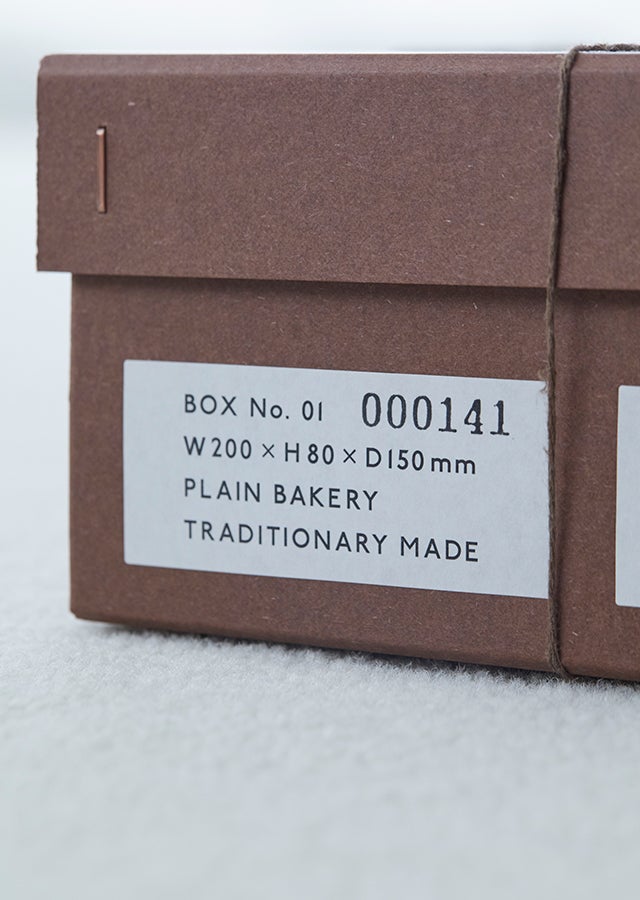 BOX No. 01 000141
W200 × H80 × D150mm
PLAIN BAKERY
TRADITIONARY MADE